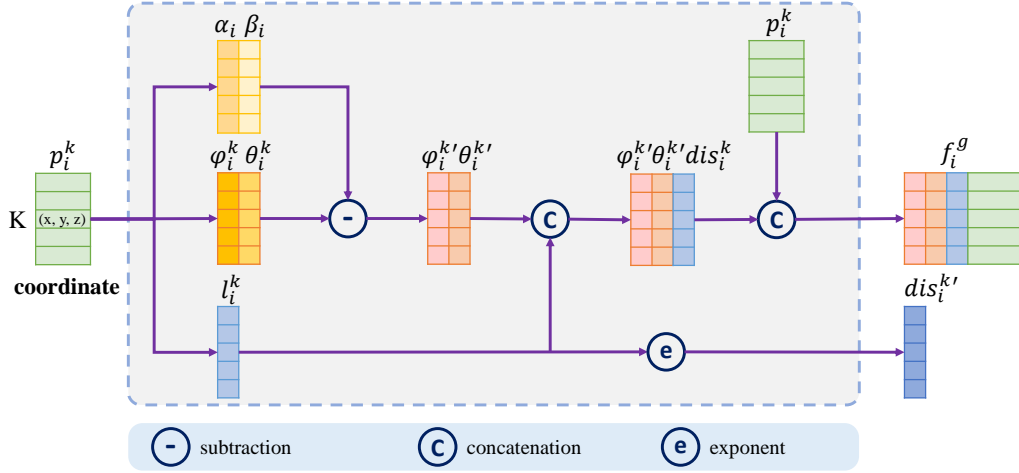 α_i β_i
p_i^k
p_i^k
φ_i^k θ_i^k
φ_i^{k'} θ_i^{k'}
φ_i^{k'} θ_i^{k'} dis_i^k
f_i^g
K
(x, y, z)
-
C
C
coordinate
l_i^k
dis_i^{k'}
e
- subtraction
C concatenation
e exponent